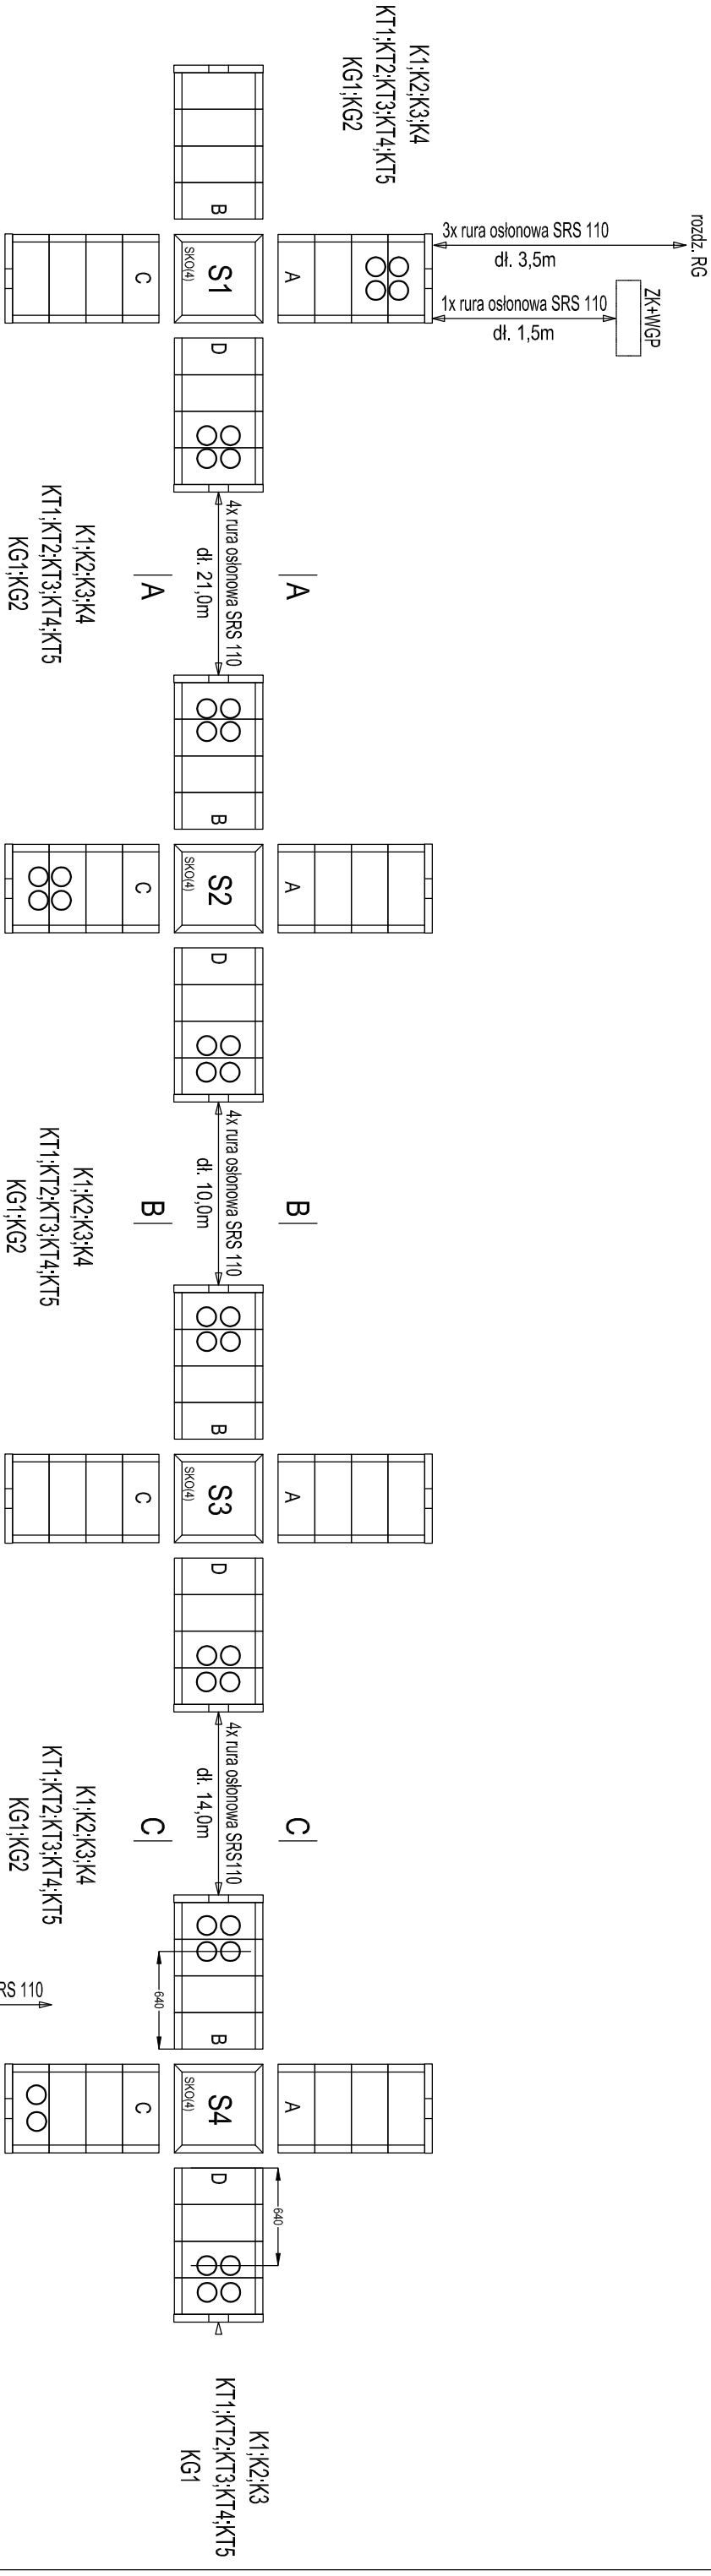 rozdz. RG
ZK+WGP
3x rura osłonowa SRS 110
dł. 3,5m
1x rura osłonowa SRS 110
dł. 1,5m
K1;K2;K3;K4
KT1;KT2;KT3;KT4;KT5
KG1;KG2
B
A
S1
SKO(4)
C
D
4x rura osłonowa SRS 110
dł. 21,0m
A
A
K1;K2;K3;K4
KT1;KT2;KT3;KT4;KT5
KG1;KG2
B
A
S2
SKO(4)
C
D
4x rura osłonowa SRS 110
dł. 10,0m
B
B
K1;K2;K3;K4
KT1;KT2;KT3;KT4;KT5
KG1;KG2
B
A
S3
SKO(4)
C
D
4x rura osłonowa SRS110
dł. 14,0m
C
C
K1;K2;K3;K4
KT1;KT2;KT3;KT4;KT5
KG1;KG2
RS 110
640
B
A
S4
SKO(4)
C
D
640
K1;K2;K3
KT1;KT2;KT3;KT4;KT5
KG1